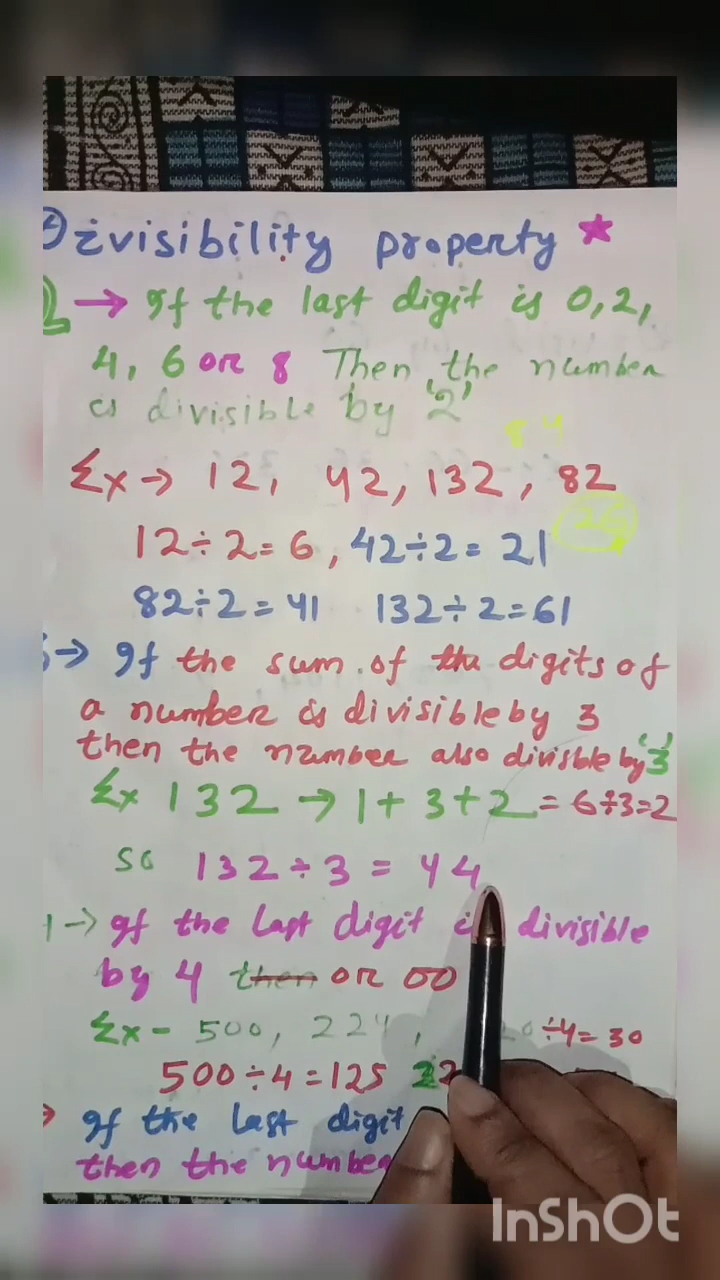 Divisibility property
2 → If the last digit is 0, 2,
4, 6 or 8 Then the number
is divisible by '2'
84
Ex → 12, 42, 132, 82
12 ÷ 2 = 6, 42 ÷ 2 = 21
82 ÷ 2 = 41 132 ÷ 2 = 61
→ If the sum of the digits of
a number is divisible by 3
then the number also divisble by '3'
Ex 132 → 1 + 3 + 2 = 6 ÷ 3 = 2
so 132 ÷ 3 = 44
→ If the last digit is divisible
by 4 then or 00
Ex - 500, 224, ÷ 4 = 30
500 ÷ 4 = 125
If the last digit
then the number
InShOt